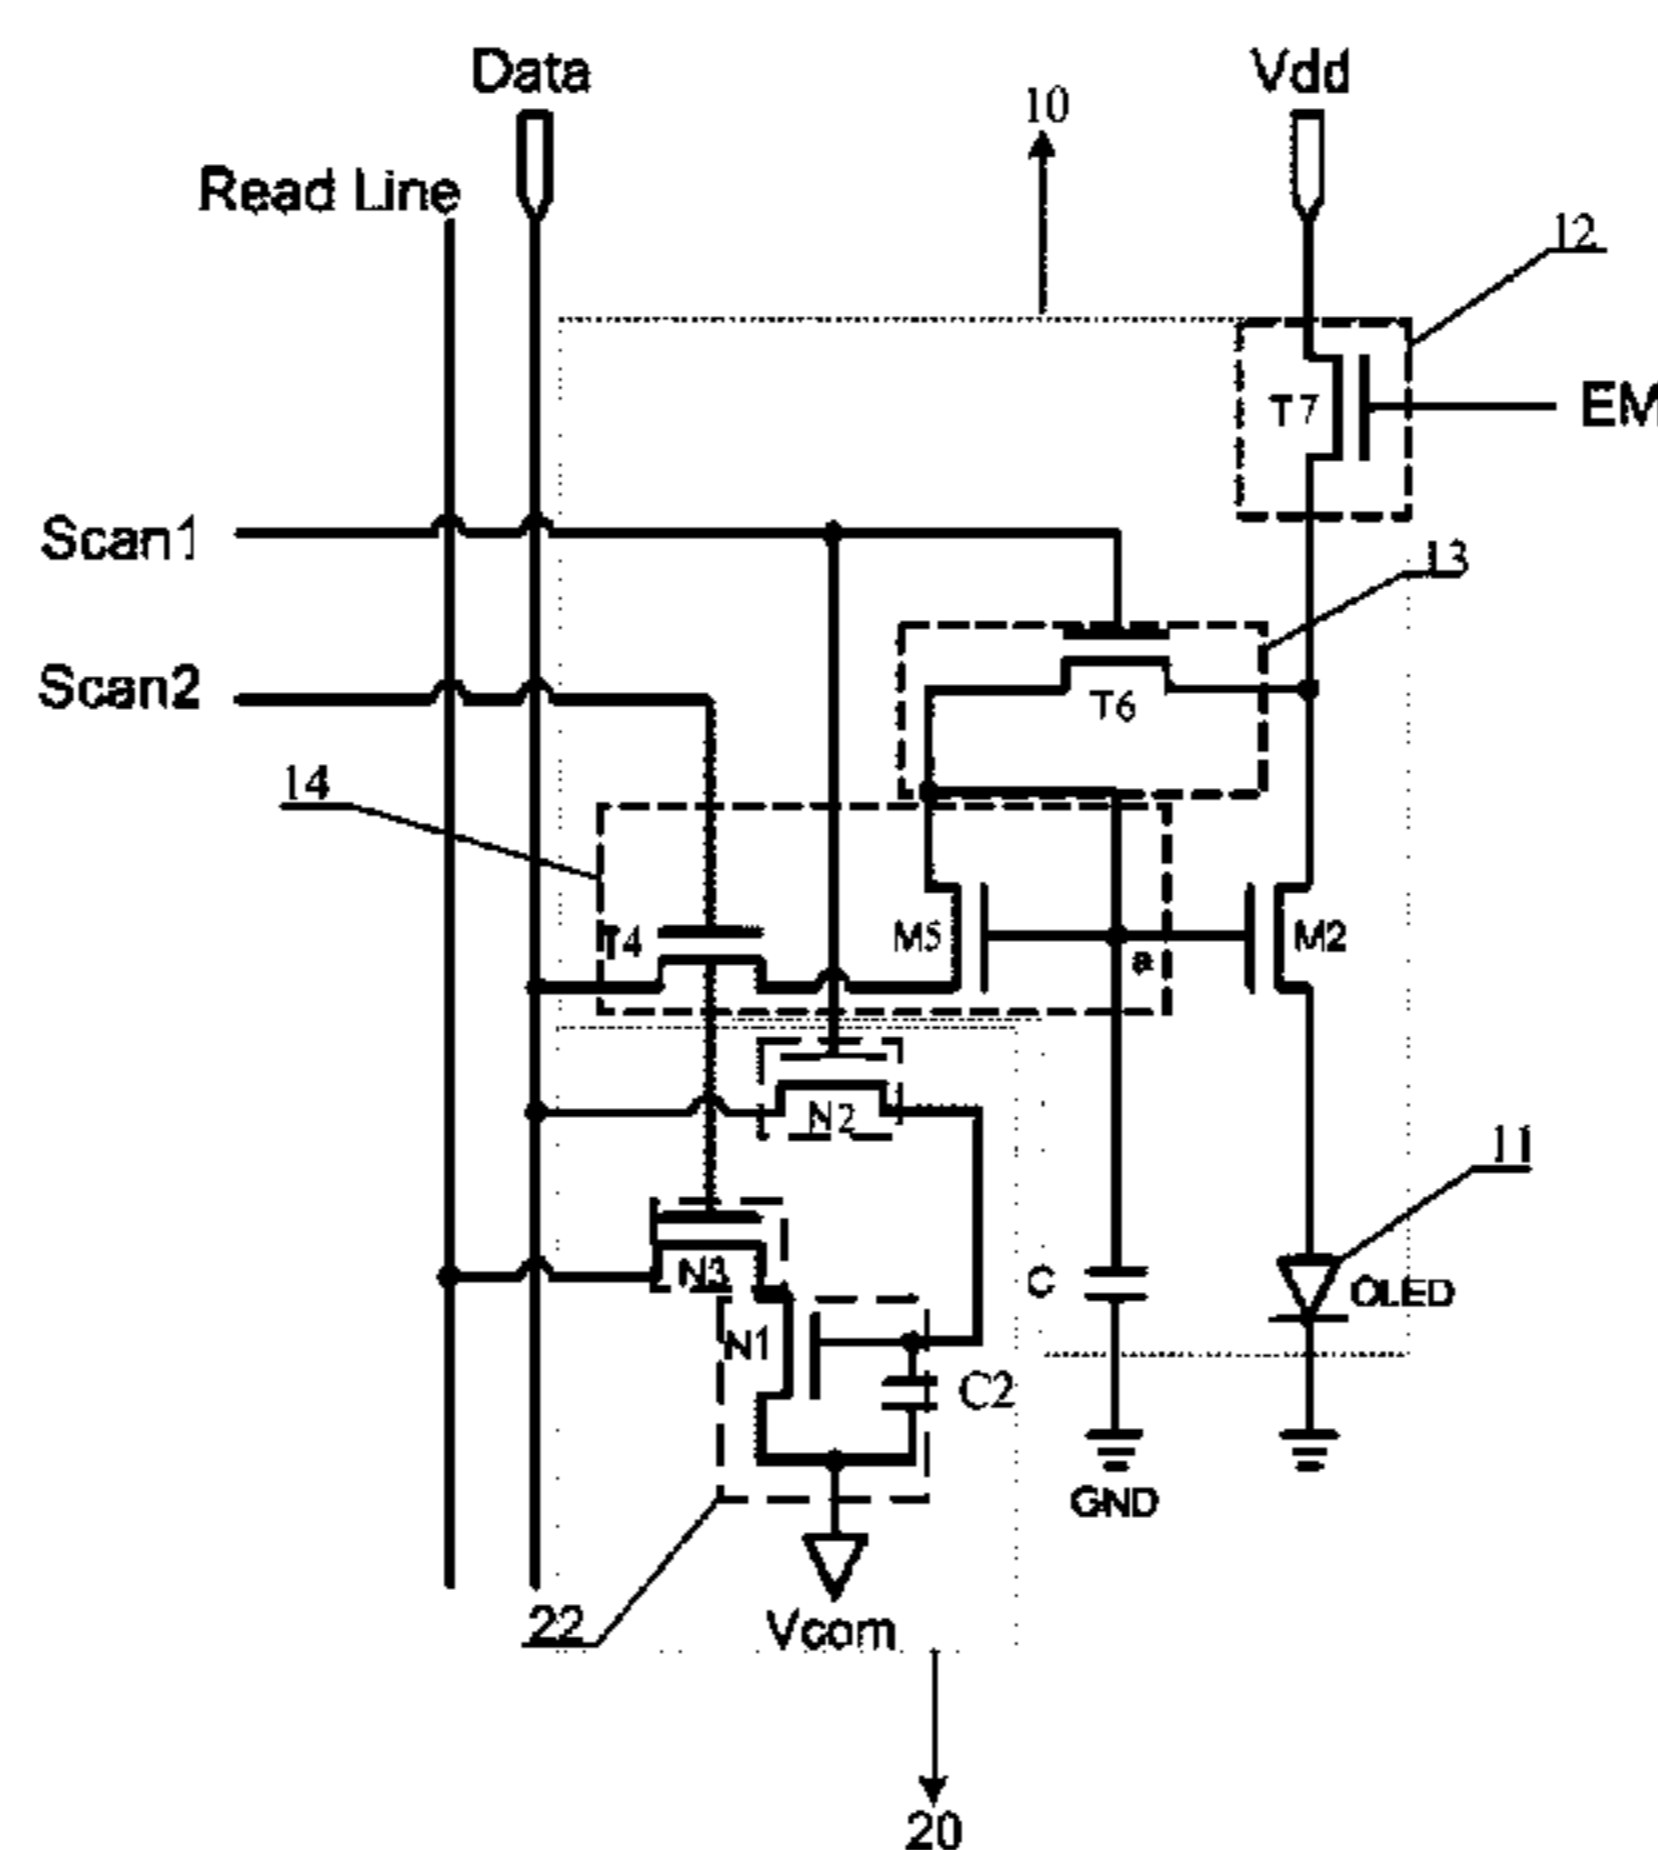 Data
Vdd
10
Read Line
12
EM
T7
Scan1
13
Scan2
T6
14
T4
M5
a
M2
N2
11
N3
C
OLED
N1
C2
GND
22
Vcom
20